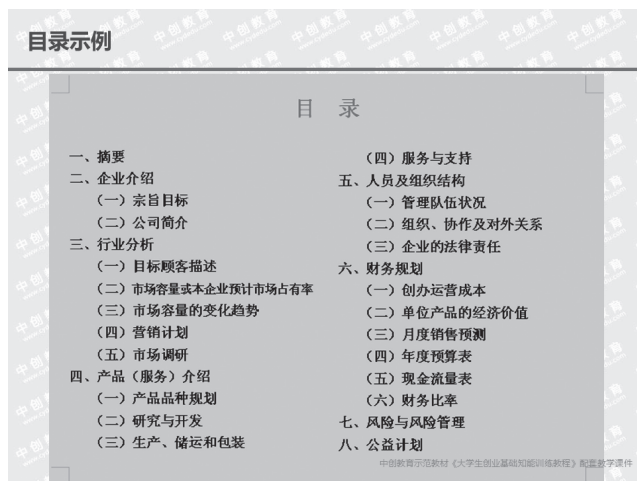 目录示例
目 录
一、摘要
二、企业介绍
（一）宗旨目标
（二）公司简介
三、行业分析
（一）目标顾客描述
（二）市场容量或本企业预计市场占有率
（三）市场容量的变化趋势
（四）营销计划
（五）市场调研
四、产品（服务）介绍
（一）产品品种规划
（二）研究与开发
（三）生产、储运和包装
（四）服务与支持
五、人员及组织结构
（一）管理队伍状况
（二）组织、协作及对外关系
（三）企业的法律责任
六、财务规划
（一）创办运营成本
（二）单位产品的经济价值
（三）月度销售预测
（四）年度预算表
（五）现金流量表
（六）财务比率
七、风险与风险管理
八、公益计划
中创教育示范教材《大学生创业基础知能训练教程》配套教学课件